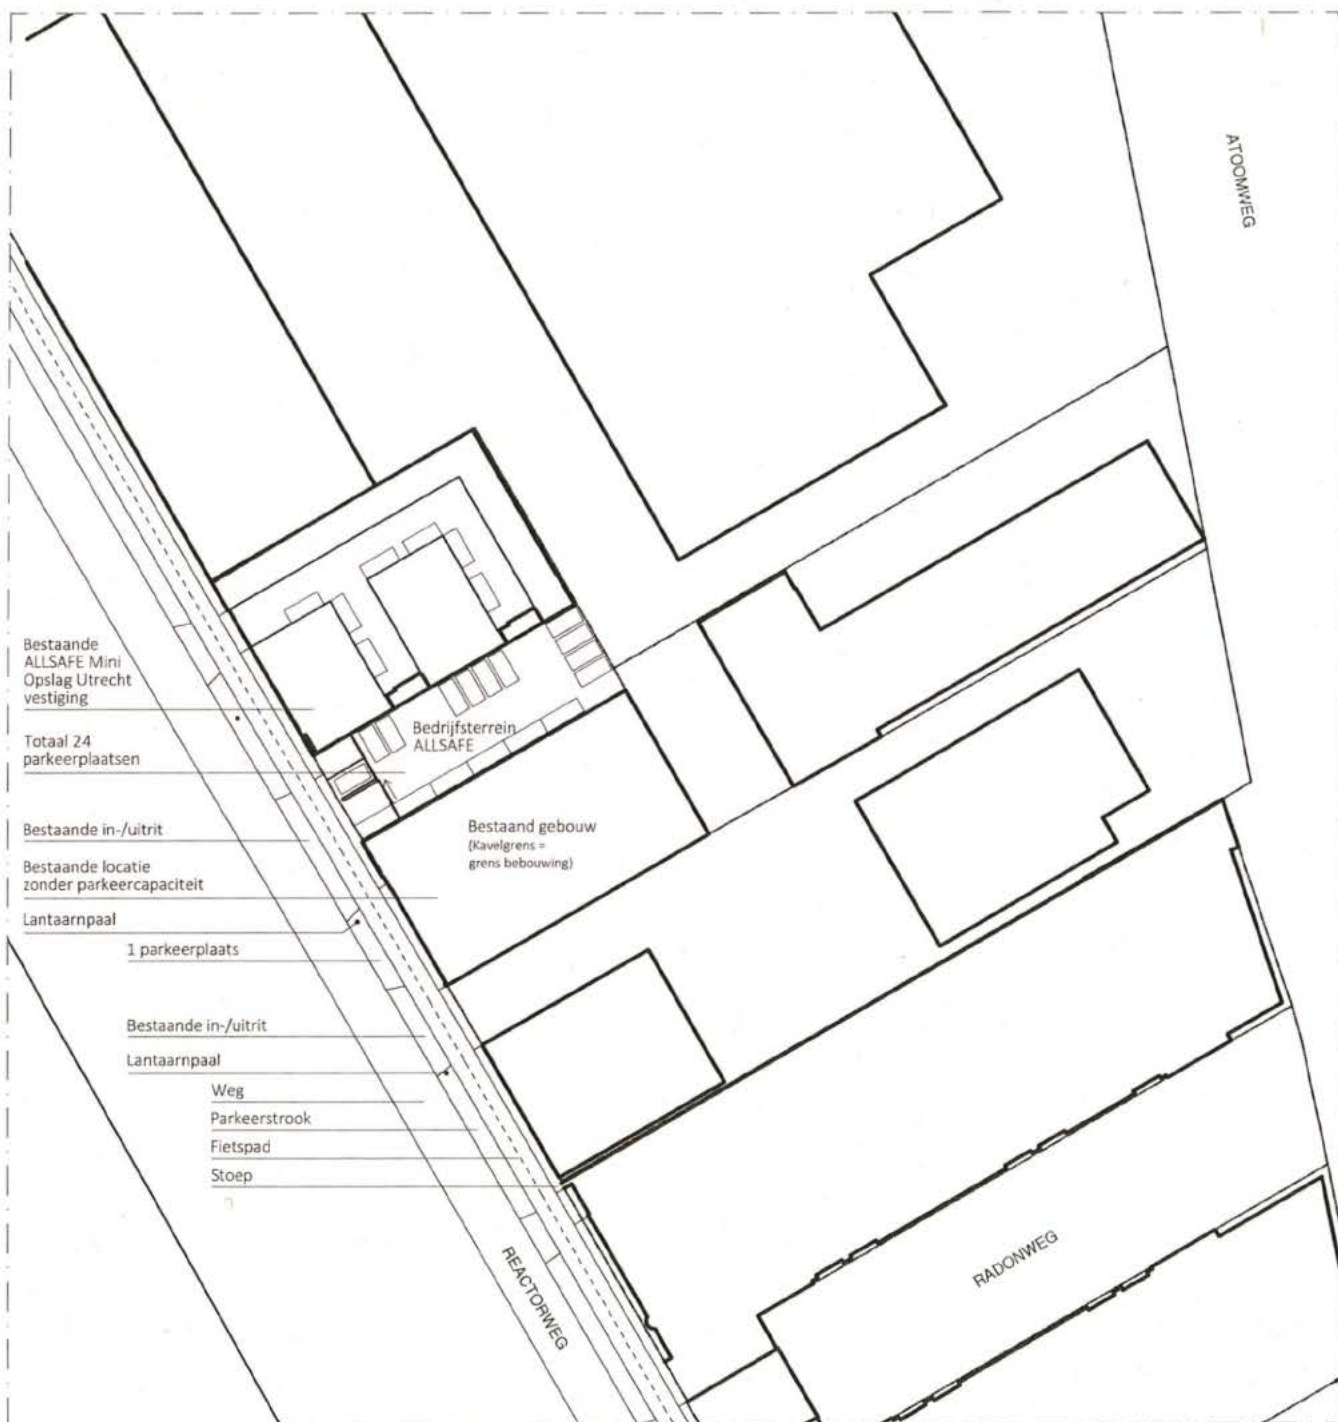 ATOOMWEG
Bestaande
ALLSAFE Mini
Opslag Utrecht
vestiging
Totaal 24
parkeerplaatsen
Bedrijfsterrein
ALLSAFE
Bestaande in-/uitrit
Bestaand gebouw
(Kavelgrens =
grens bebouwing)
Bestaande locatie
zonder parkeercapaciteit
Lantaarnpaal
1 parkeerplaats
Bestaande in-/uitrit
Lantaarnpaal
Weg
Parkeerstrook
Fietspad
Stoep
REACTORWEG
RADONWEG